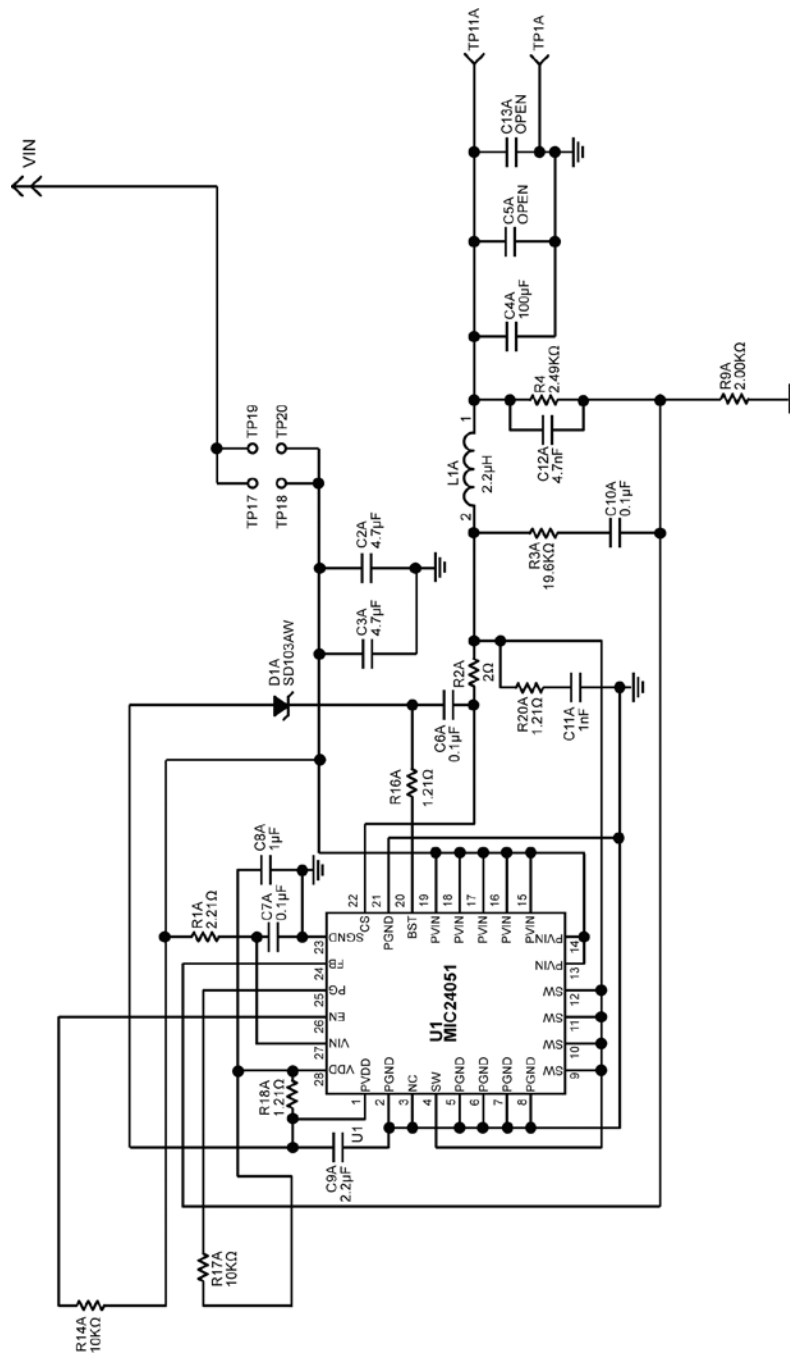 VIN
TP11A
TP1A
C13A
OPEN
C5A
OPEN
C4A
100µF
TP17
TP19
TP18
TP20
R4
2.49KΩ
C12A
4.7nF
R9A
2.00KΩ
1
L1A
2.2µH
2
C10A
0.1µF
R3A
19.6KΩ
C2A
4.7µF
C3A
4.7µF
D1A
SD103AW
R2A
2Ω
C6A
0.1µF
R20A
1.21Ω
C11A
1nF
R16A
1.21Ω
C8A
1µF
C7A
0.1µF
R1A
2.21Ω
22
21
20
19
18
17
16
15
CS
PGND
BST
PVIN
PVIN
PVIN
PVIN
PVIN
23
24
25
26
27
28
SGND
FB
PG
EN
VIN
VDD
U1
MIC24051
PVIN
PVIN
SW
SW
SW
SW
14
13
12
11
10
9
PVDD
PGND
NC
SW
PGND
PGND
PGND
PGND
1
2
3
4
5
6
7
8
R18A
1.21Ω
U1
C9A
2.2µF
R17A
10KΩ
R14A
10KΩ